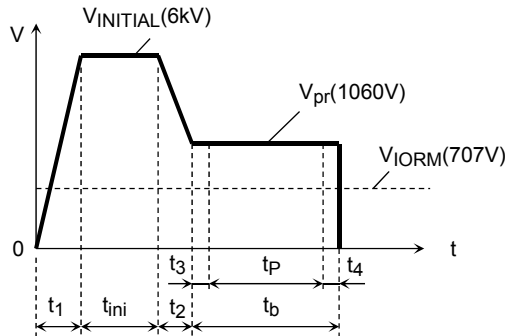 VINITIAL(6kV)
V
Vpr(1060V)
VIORM(707V)
0
t
t3 tP t4
t1 tini t2 tb